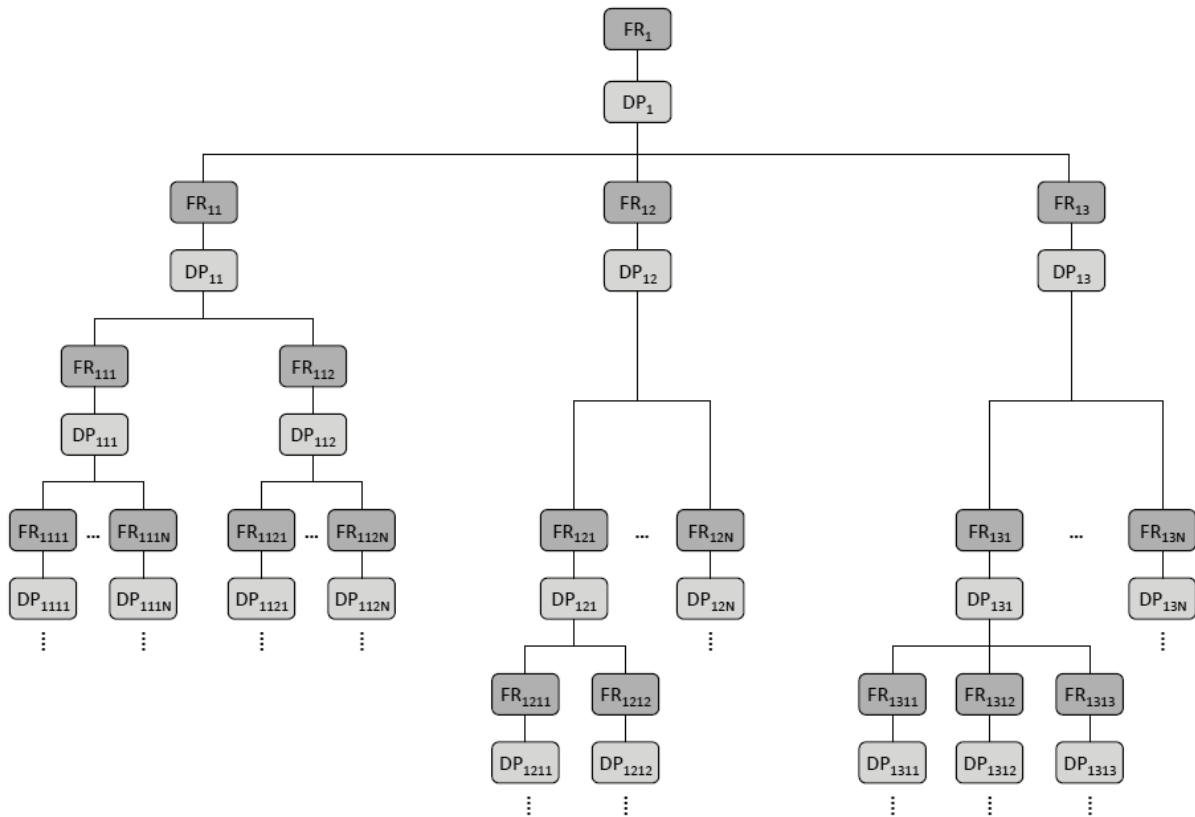 FR₁
DP₁
FR₁₁ FR₁₂ FR₁₃
DP₁₁ DP₁₂ DP₁₃
FR₁₁₁ FR₁₁₂
DP₁₁₁ DP₁₁₂
FR₁₁₁₁ ... FR₁₁₁N FR₁₁₂₁ ... FR₁₁₂N FR₁₂₁ ... FR₁₂N FR₁₃₁ ... FR₁₃N
DP₁₁₁₁ DP₁₁₁N DP₁₁₂₁ DP₁₁₂N DP₁₂₁ DP₁₂N DP₁₃₁ DP₁₃N
FR₁₂₁₁ FR₁₂₁₂ FR₁₃₁₁ FR₁₃₁₂ FR₁₃₁₃
DP₁₂₁₁ DP₁₂₁₂ DP₁₃₁₁ DP₁₃₁₂ DP₁₃₁₃